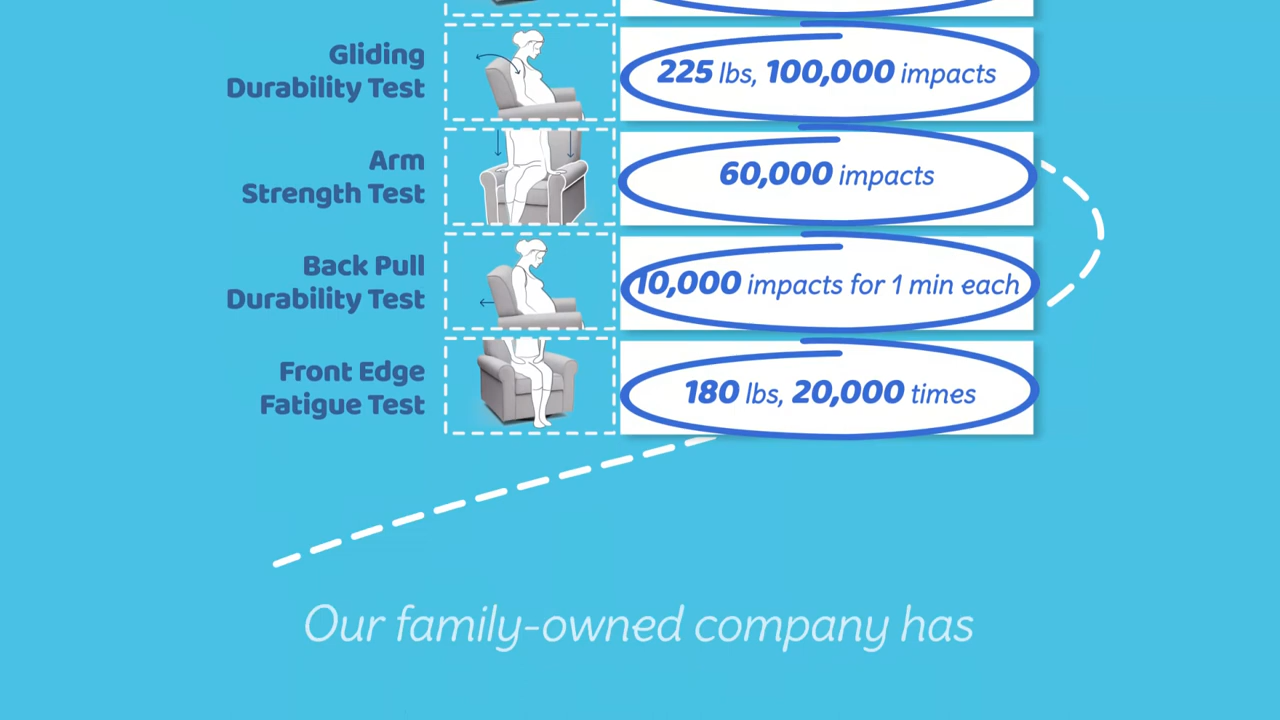 Gliding
Durability Test
225 lbs, 100,000 impacts
Arm
Strength Test
60,000 impacts
Back Pull
Durability Test
10,000 impacts for 1 min each
Front Edge
Fatigue Test
180 lbs, 20,000 times
Our family-owned company has